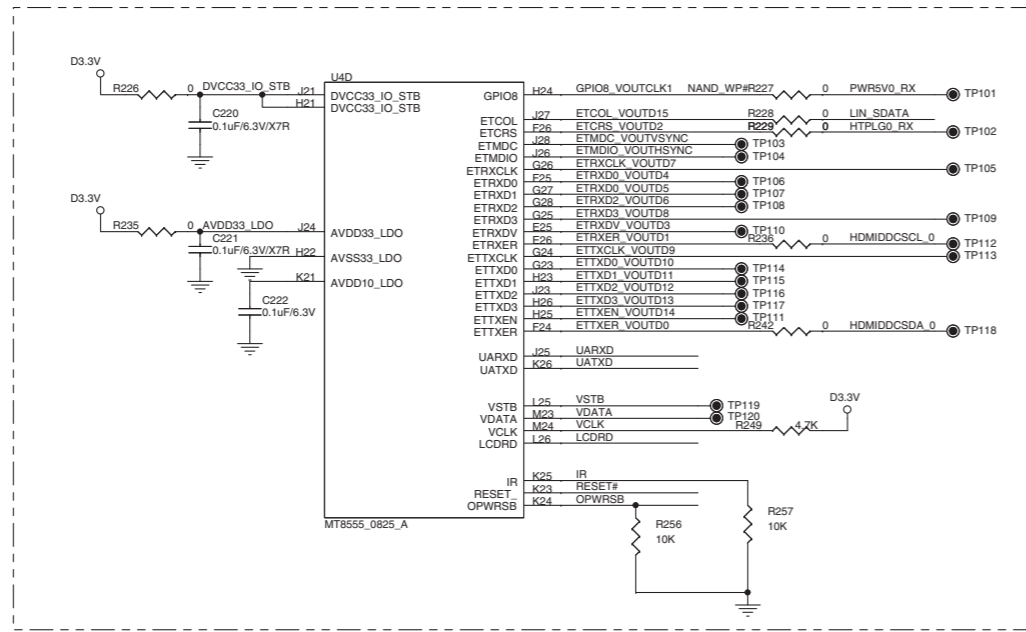 U4D
D3.3V
R226 0 DVCC33_IO_STB J21 DVCC33_IO_STB
H21 DVCC33_IO_STB
C220
0.1uF/6.3V/X7R
D3.3V
R235 0 AVDD33_LDO J24 AVDD33_LDO
C221
0.1uF/6.3V/X7R
H22 AVSS33_LDO
K21 AVDD10_LDO
C222
0.1uF/6.3V
GPIO8 H24 GPIO8_VOUTCLK1 NAND_WP# R227 0 PWR5V0_RX TP101
ETCOL J27 ETCOL_VOUTD15 R228 0 LIN_SDATA
ETCRS F26 ETCRS_VOUTD2 R229 0 HTPLG0_RX TP102
ETMDC J28 ETMDC_VOUTVSYNC TP103
ETMDIO J26 ETMDIO_VOUTHSYNC TP104
ETRXCLK G26 ETRXCLK_VOUTD7 TP105
ETRXD0 F25 ETRXD0_VOUTD4 TP106
ETRXD1 G27 ETRXD0_VOUTD5 TP107
ETRXD2 G28 ETRXD2_VOUTD6 TP108
ETRXD3 G25 ETRXD3_VOUTD8 TP109
ETRXDV E25 ETRXDV_VOUTD3 TP110
ETRXER E26 ETRXER_VOUTD1 R236 0 HDMIDDCSCL_0 TP112
ETTXCLK G24 ETTXCLK_VOUTD9 TP113
ETTXD0 G23 ETTXD0_VOUTD10 TP114
ETTXD1 H23 ETTXD1_VOUTD11 TP115
ETTXD2 J23 ETTXD2_VOUTD12 TP116
ETTXD3 H26 ETTXD3_VOUTD13 TP117
ETTXEN H25 ETTXEN_VOUTD14 TP111
ETTXER F24 ETTXER_VOUTD0 R242 0 HDMIDDCSDA_0 TP118
UARXD J25 UARXD
UATXD K26 UATXD
VSTB L25 VSTB TP119
VDATA M23 VDATA TP120
VCLK M24 VCLK R249 4.7K D3.3V
LCDRD L26 LCDRD
IR K25 IR
RESET_ K23 RESET#
OPWRSB K24 OPWRSB
R256
10K
R257
10K
MT8555_0825_A